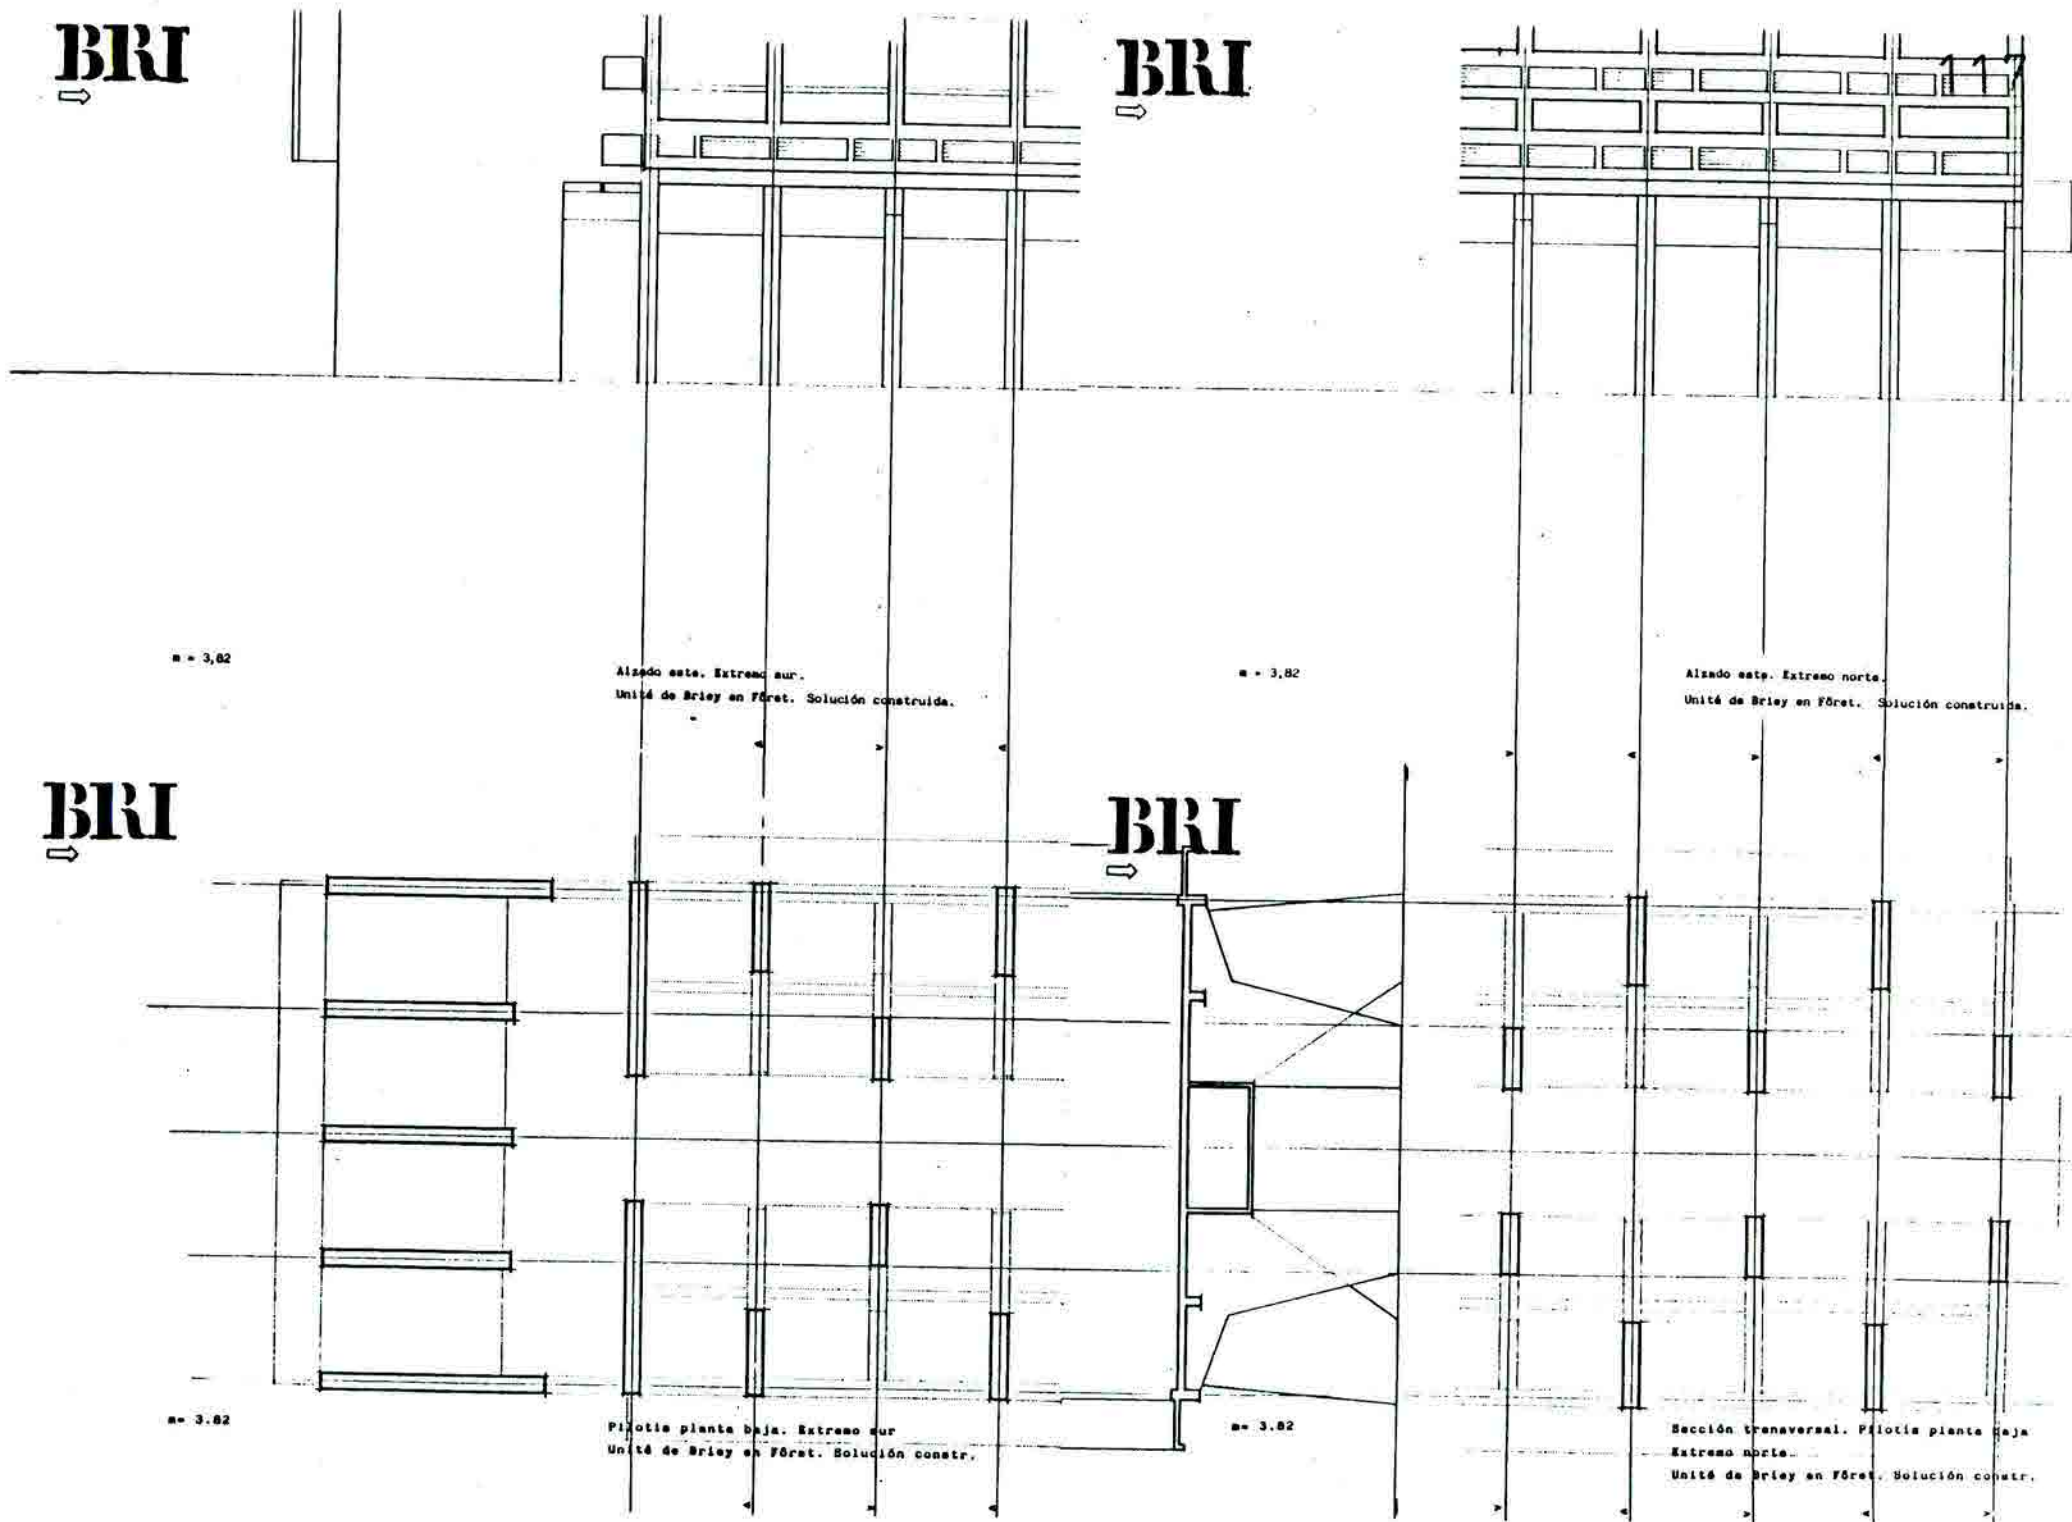 BRI
BRI
117
m = 3,82
Alzado este. Extremo sur.
Unité de Briey en Fôret. Solución construida.
m = 3,82
Alzado este. Extremo norte.
Unité de Briey en Fôret. Solución construida.
BRI
BRI
m= 3.82
Pilotis planta baja. Extremo sur
Unité de Briey en Fôret. Solución constr.
m= 3.82
Sección transversal. Pilotis planta baja
Extremo norte.
Unité de Briey en Fôret. Solución constr.